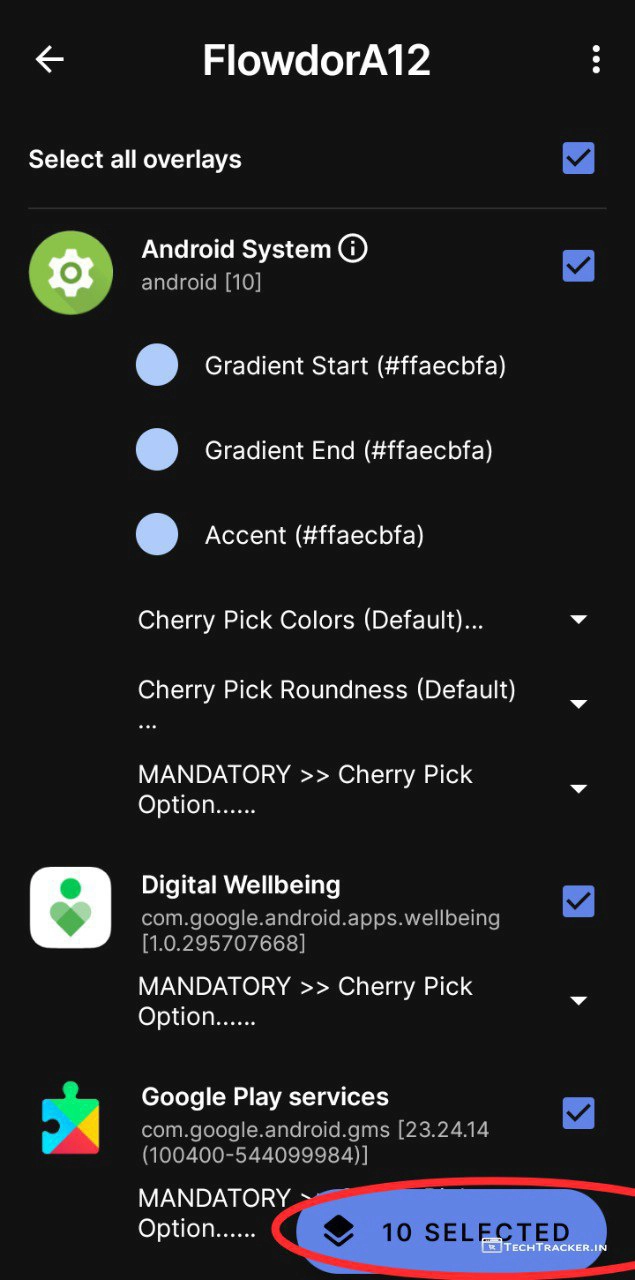 FlowdorA12
Select all overlays
Android System
android [10]
Gradient Start (#ffaecbfa)
Gradient End (#ffaecbfa)
Accent (#ffaecbfa)
Cherry Pick Colors (Default)...
Cherry Pick Roundness (Default)
...
MANDATORY >> Cherry Pick
Option......
Digital Wellbeing
com.google.android.apps.wellbeing
[1.0.295707668]
MANDATORY >> Cherry Pick
Option......
Google Play services
com.google.android.gms [23.24.14
(100400-544099984)]
MANDATORY >
Option......
10 SELECTED
TECHTRACKER.IN